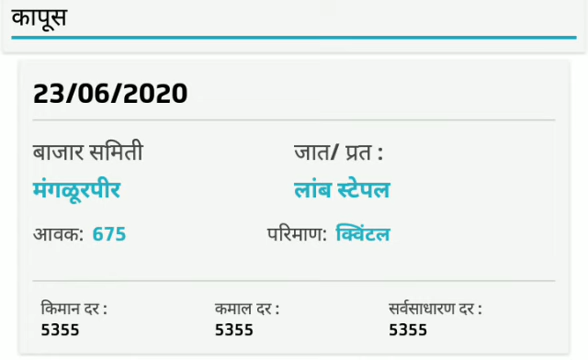 कापूस
23/06/2020
बाजार समिती जात/ प्रत :
मंगळूरपीर लांब स्टेपल
आवक: 675 परिमाण: क्विंटल
किमान दर : कमाल दर : सर्वसाधारण दर :
5355 5355 5355